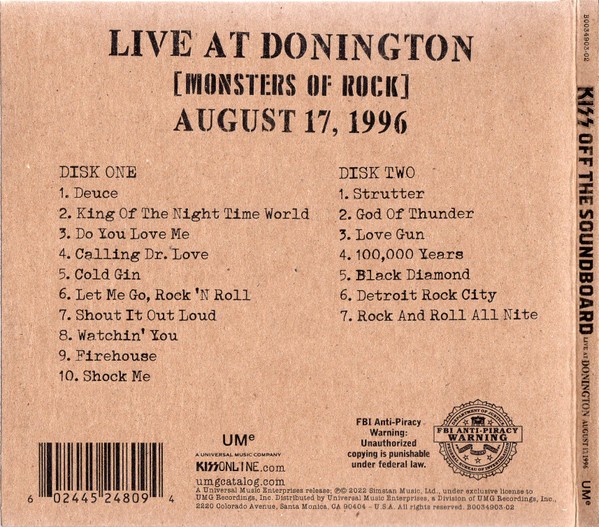 LIVE AT DONINGTON
[MONSTERS OF ROCK]
AUGUST 17, 1996
DISK ONE
1. Deuce
2. King Of The Night Time World
3. Do You Love Me
4. Calling Dr. Love
5. Cold Gin
6. Let Me Go, Rock 'N Roll
7. Shout It Out Loud
8. Watchin' You
9. Firehouse
10. Shock Me
DISK TWO
1. Strutter
2. God Of Thunder
3. Love Gun
4. 100,000 Years
5. Black Diamond
6. Detroit Rock City
7. Rock And Roll All Nite
6 02445 24809 4
UMe
A UNIVERSAL MUSIC COMPANY
KISSONLINE.com
umgcatalog.com
FBI Anti-Piracy
Warning:
Unauthorized
copying is punishable
under federal law.
FBI ANTI-PIRACY
WARNING
A Universal Music Enterprises release; ℗© 2022 Simstan Music, Ltd., under exclusive license to
UMG Recordings, Inc. Distributed by Universal Music Enterprises, a Division of UMG Recordings, Inc.,
2220 Colorado Avenue, Santa Monica, CA 90404 - U.S.A. All rights reserved. B0034903-02
B0034903-02
KISS OFF THE SOUNDBOARD LIVE AT DONINGTON AUGUST 17, 1996
UMe